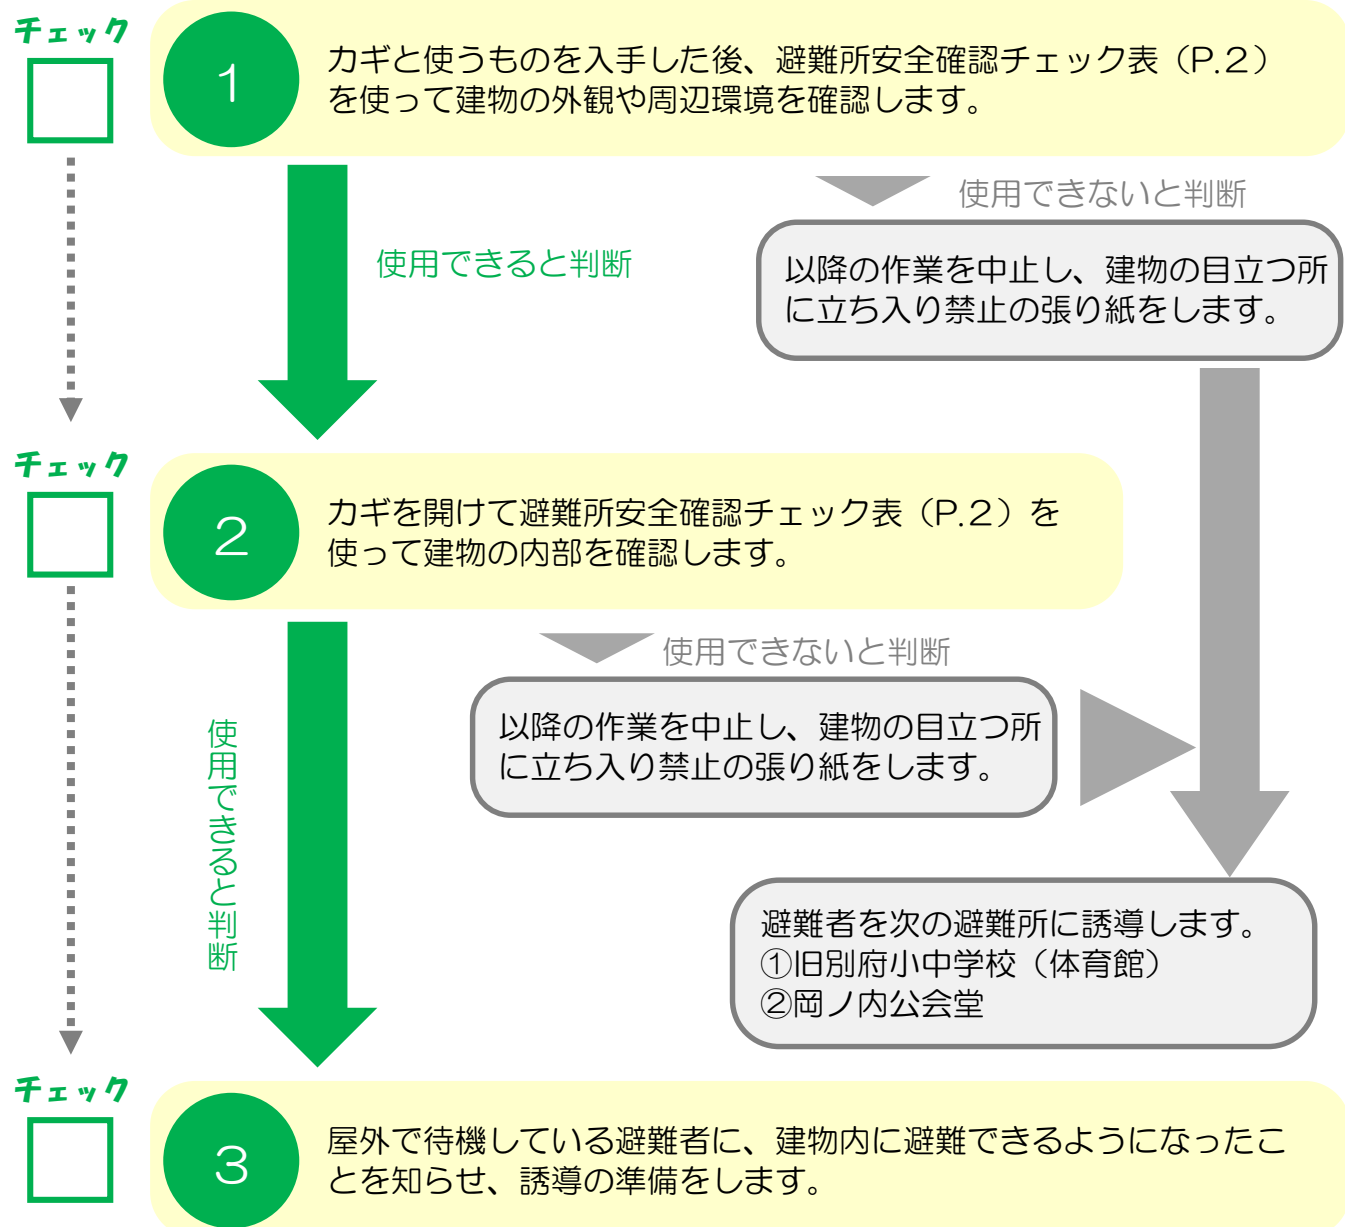 チェック
1
カギと使うものを入手した後、避難所安全確認チェック表（P.2）
を使って建物の外観や周辺環境を確認します。
使用できないと判断
使用できると判断
以降の作業を中止し、建物の目立つ所
に立ち入り禁止の張り紙をします。
チェック
2
カギを開けて避難所安全確認チェック表（P.2）を
使って建物の内部を確認します。
使用できないと判断
使用できると判断
以降の作業を中止し、建物の目立つ所
に立ち入り禁止の張り紙をします。
避難者を次の避難所に誘導します。
①旧別府小中学校（体育館）
②岡ノ内公会堂
チェック
3
屋外で待機している避難者に、建物内に避難できるようになったこ
とを知らせ、誘導の準備をします。